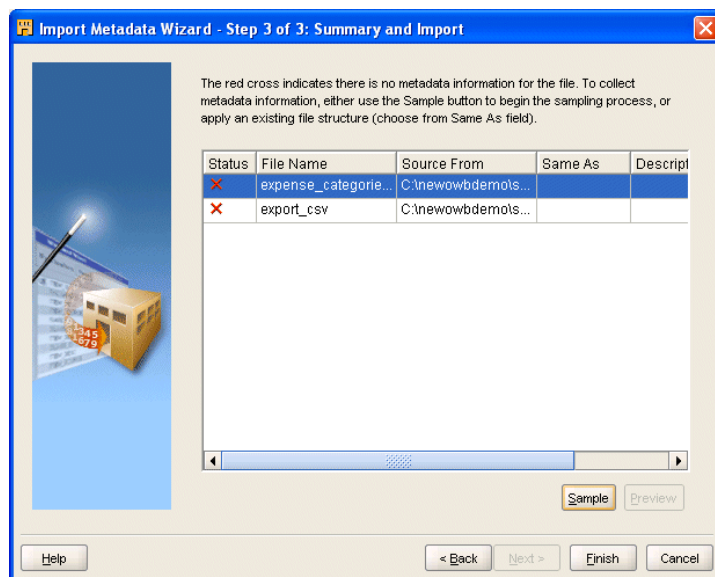 Import Metadata Wizard - Step 3 of 3: Summary and Import
The red cross indicates there is no metadata information for the file. To collect
metadata information, either use the Sample button to begin the sampling process, or
apply an existing file structure (choose from Same As field).
Status File Name Source From Same As Descript
expense_categorie... C:\newowbdemo\s...
export_csv C:\newowbdemo\s...
1345
1679
Sample Preview
Help < Back Next > Finish Cancel